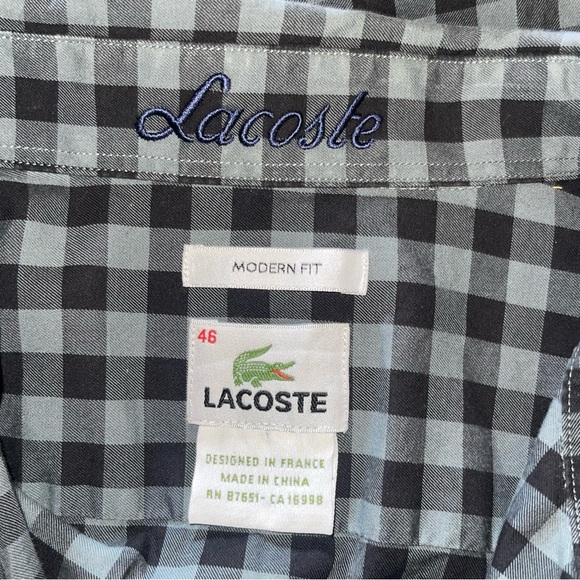 Lacoste
MODERN FIT
46
LACOSTE
DESIGNED IN FRANCE
MADE IN CHINA
RN 87651-CA16998